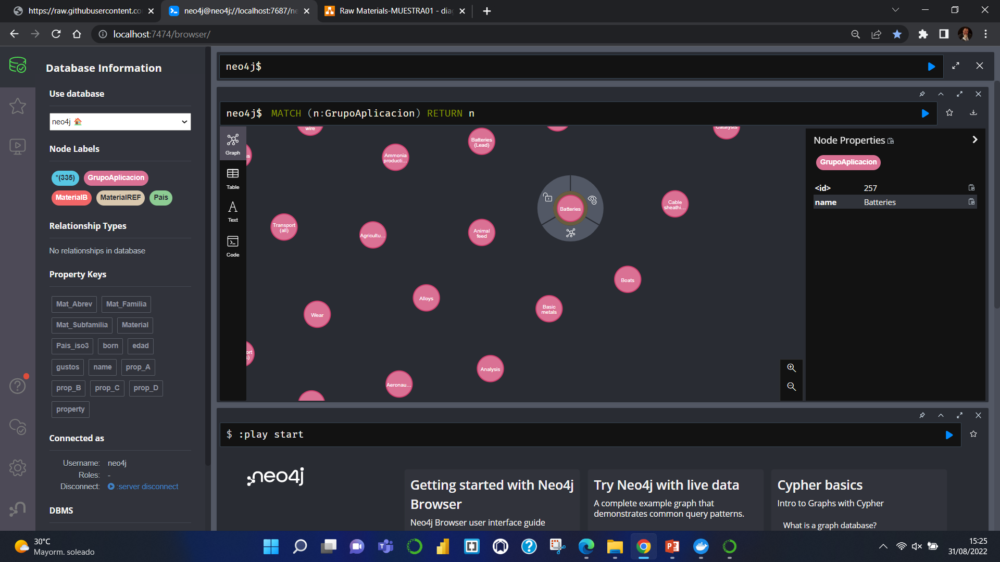 https://raw.githubusercontent.co
neo4j@neo4j://localhost:7687/ne
Raw Materials-MUESTRA01 - diag
localhost:7474/browser/
Database Information
Use database
neo4j
Node Labels
*(335)
GrupoAplicacion
MaterialB
MaterialREF
Pais
Relationship Types
No relationships in database
Property Keys
Mat_Abrev
Mat_Familia
Mat_Subfamilia
Material
Pais_iso3
born
edad
gustos
name
prop_A
prop_B
prop_C
prop_D
property
Connected as
Username: neo4j
Roles: -
Disconnect: :server disconnect
DBMS
neo4j$
neo4j$ MATCH (n:GrupoAplicacion) RETURN n
Graph
Table
Text
Code
wire
Batteries
(Lead)
Catalysts
Ammonia
producti...
Batteries
Cable
sheathi...
Transport
(all)
Agricultu...
Animal
feed
Boats
Alloys
Basic
metals
Wear
Analysis
Aeronau...
Node Properties
GrupoAplicacion
<id> 257
name Batteries
$ :play start
neo4j
Getting started with Neo4j
Browser
Neo4j Browser user interface guide
Try Neo4j with live data
A complete example graph that
demonstrates common query patterns.
Cypher basics
Intro to Graphs with Cypher
What is a graph database?
30°C
Mayorm. soleado
15:25
31/08/2022